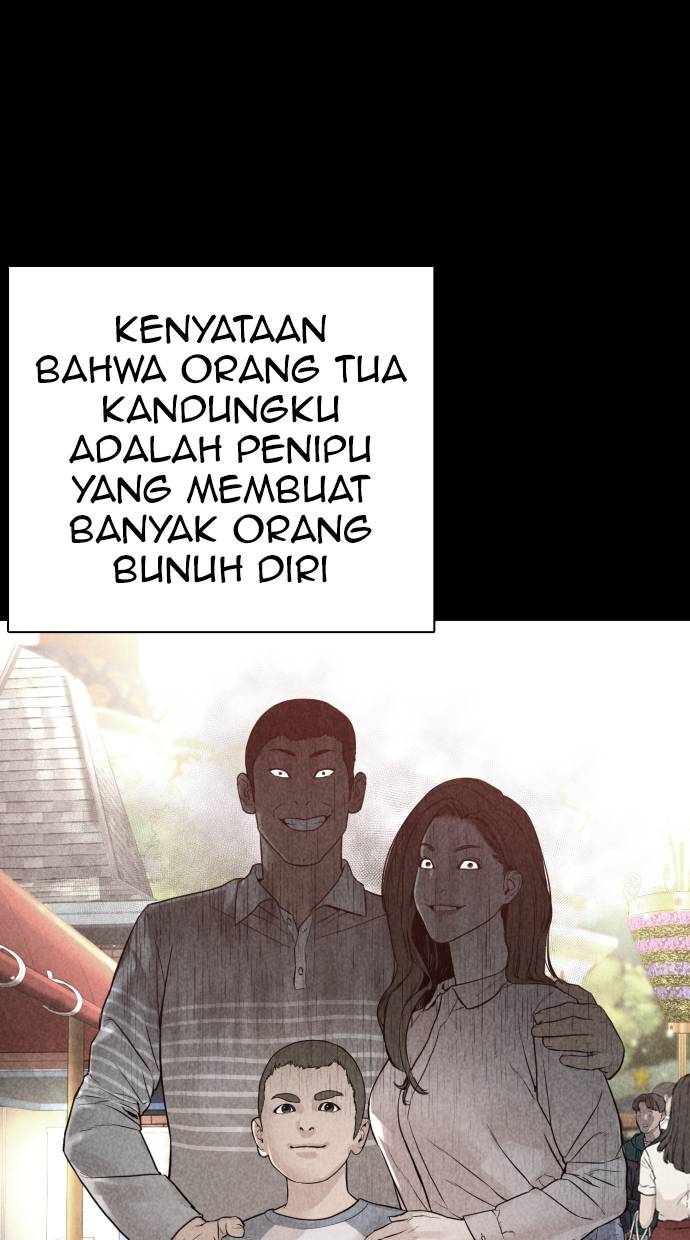 KENYATAAN
BAHWA ORANG TUA
KANDUNGKU
ADALAH PENIPU
YANG MEMBUAT
BANYAK ORANG
BUNUH DIRI